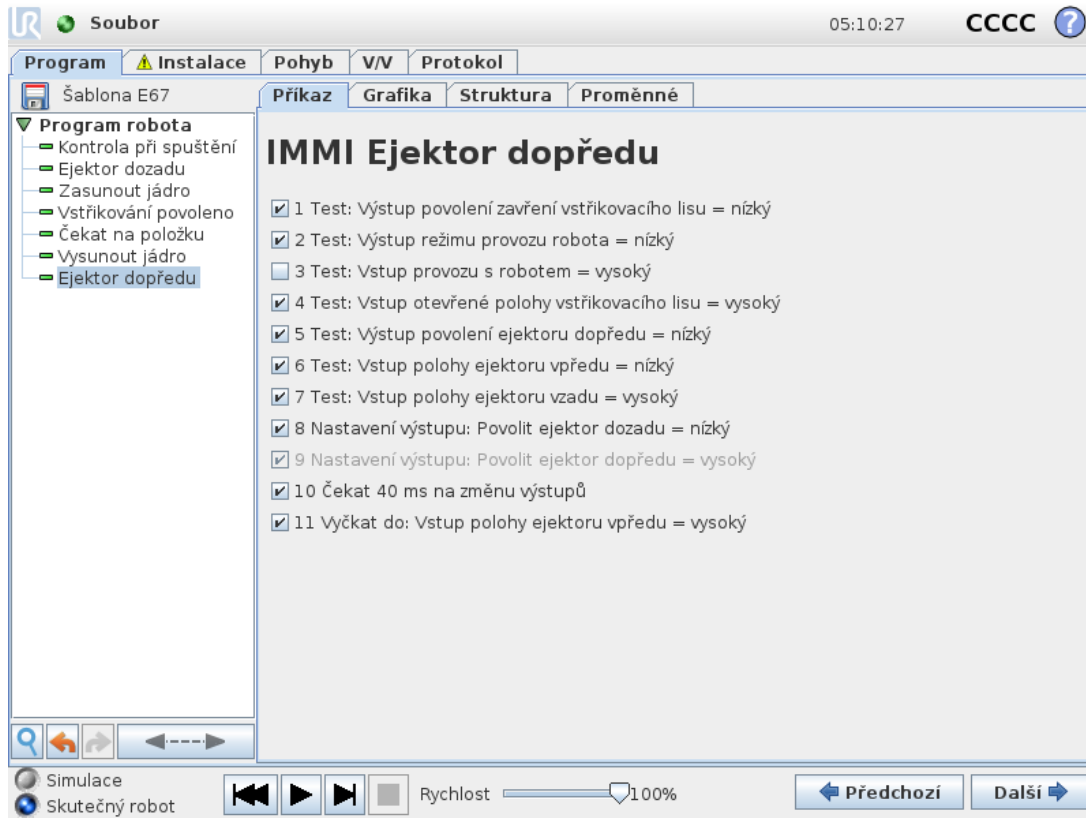 UR Soubor 05:10:27 CCCC ?
Program Instalace Pohyb V/V Protokol
Šablona E67
Příkaz Grafika Struktura Proměnné
Program robota
Kontrola při spuštění
Ejektor dozadu
Zasunout jádro
Vstřikování povoleno
Čekat na položku
Vysunout jádro
Ejektor dopředu
IMMI Ejektor dopředu
1 Test: Výstup povolení zavření vstřikovacího lisu = nízký
2 Test: Výstup režimu provozu robota = nízký
3 Test: Vstup provozu s robotem = vysoký
4 Test: Vstup otevřené polohy vstřikovacího lisu = vysoký
5 Test: Výstup povolení ejektoru dopředu = nízký
6 Test: Vstup polohy ejektoru vpředu = nízký
7 Test: Vstup polohy ejektoru vzadu = vysoký
8 Nastavení výstupu: Povolit ejektor dozadu = nízký
9 Nastavení výstupu: Povolit ejektor dopředu = vysoký
10 Čekat 40 ms na změnu výstupů
11 Vyčkat do: Vstup polohy ejektoru vpředu = vysoký
Simulace
Skutečný robot
Rychlost 100%
Předchozí Další